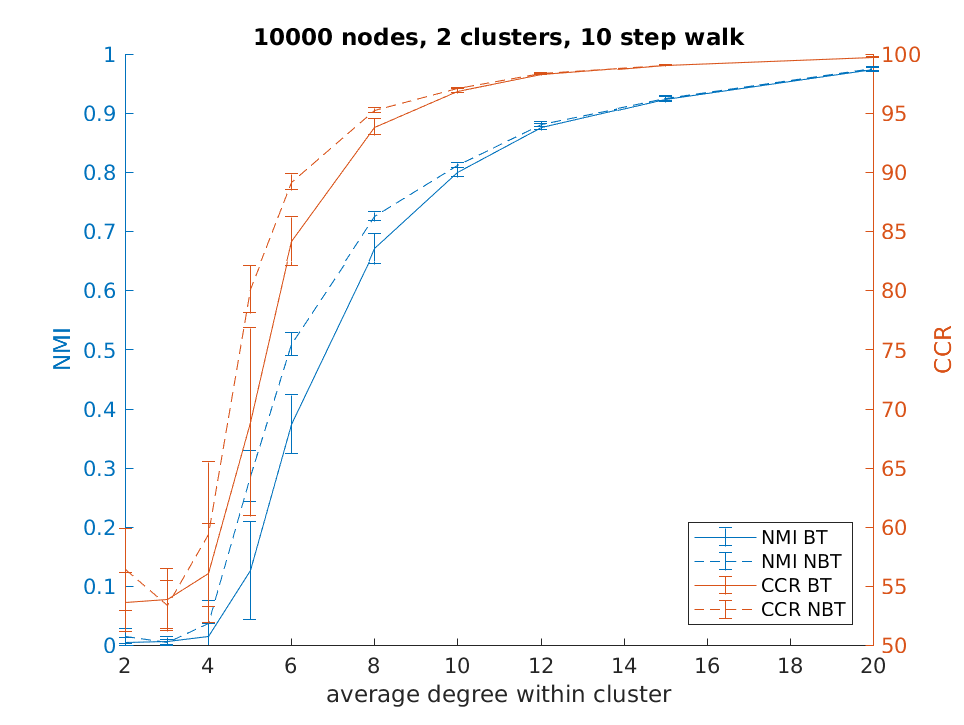 10000 nodes, 2 clusters, 10 step walk
1
0.9
0.8
0.7
0.6
0.5
0.4
0.3
0.2
0.1
0
NMI
100
95
90
85
80
75
70
65
60
55
50
CCR
NMI BT
NMI NBT
CCR BT
CCR NBT
2 4 6 8 10 12 14 16 18 20
average degree within cluster